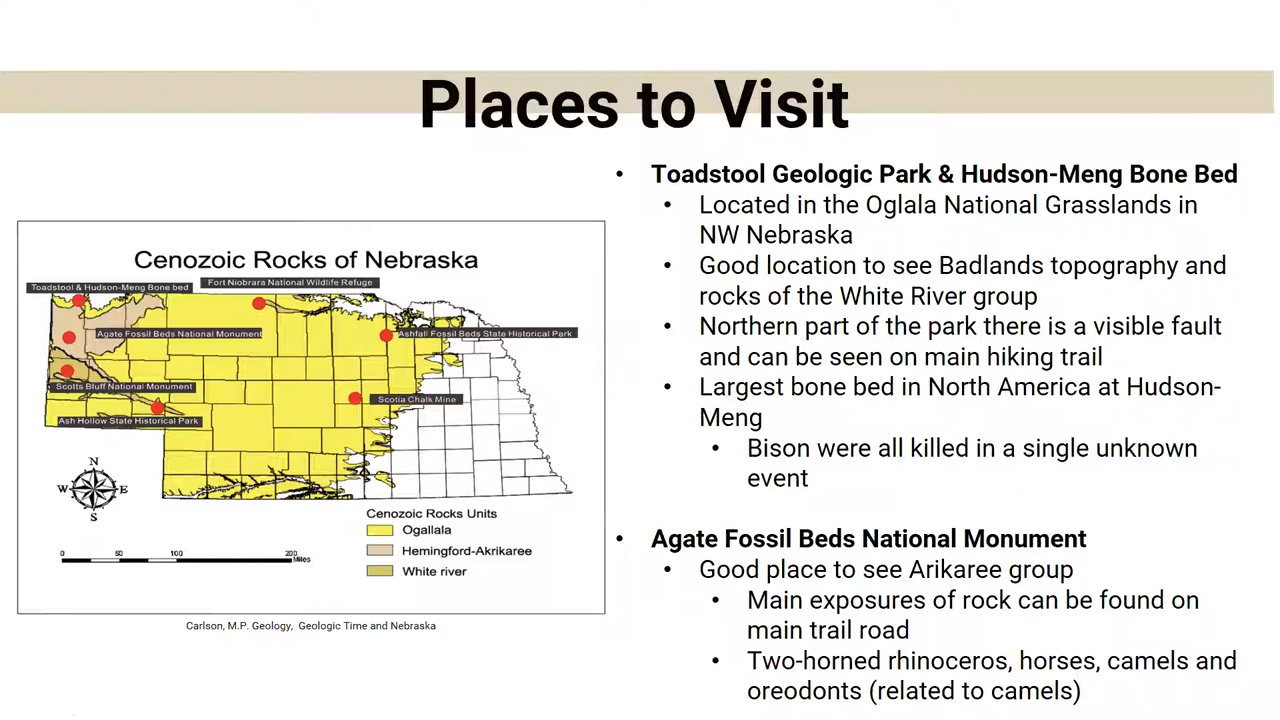 Places to Visit
Cenozoic Rocks of Nebraska
Toadstool & Hudson-Meng Bone bed
Fort Niobrara National Wildlife Refuge
Agate Fossil Beds National Monument
Ashfall Fossil Beds State Historical Park
Scotts Bluff National Monument
Scotia Chalk Mine
Ash Hollow State Historical Park
N
W E
S
Cenozoic Rocks Units
Ogallala
Hemingford-Akrikaree
White river
0 50 100 200
Miles
Carlson, M.P. Geology, Geologic Time and Nebraska
• Toadstool Geologic Park & Hudson-Meng Bone Bed
• Located in the Oglala National Grasslands in
NW Nebraska
• Good location to see Badlands topography and
rocks of the White River group
• Northern part of the park there is a visible fault
and can be seen on main hiking trail
• Largest bone bed in North America at Hudson-
Meng
• Bison were all killed in a single unknown
event
• Agate Fossil Beds National Monument
• Good place to see Arikaree group
• Main exposures of rock can be found on
main trail road
• Two-horned rhinoceros, horses, camels and
oreodonts (related to camels)